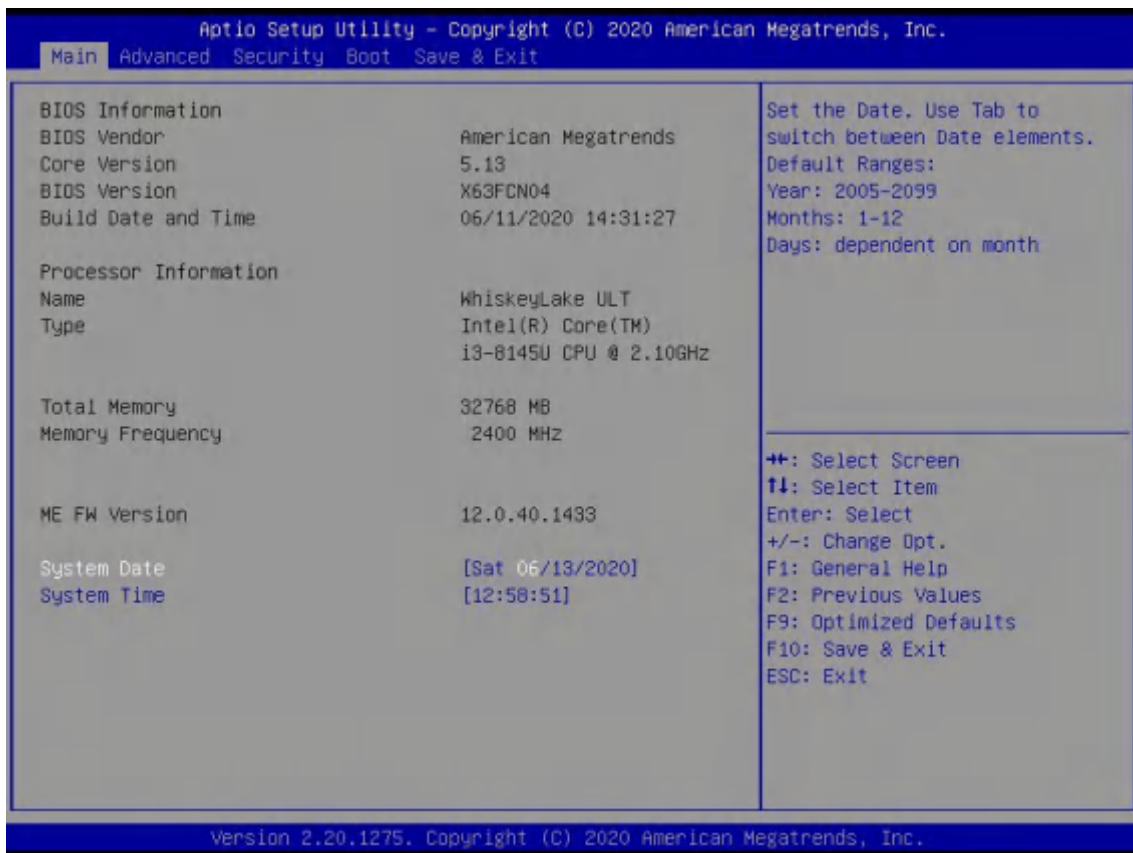 Aptio Setup Utility – Copyright (C) 2020 American Megatrends, Inc.
Main Advanced Security Boot Save & Exit
BIOS Information
BIOS Vendor American Megatrends
Core Version 5.13
BIOS Version X63FCN04
Build Date and Time 06/11/2020 14:31:27
Processor Information
Name WhiskeyLake ULT
Type Intel(R) Core(TM)
i3-8145U CPU @ 2.10GHz
Total Memory 32768 MB
Memory Frequency 2400 MHz
ME FW Version 12.0.40.1433
System Date [Sat 06/13/2020]
System Time [12:58:51]
Set the Date. Use Tab to
switch between Date elements.
Default Ranges:
Year: 2005-2099
Months: 1-12
Days: dependent on month
→←: Select Screen
↑↓: Select Item
Enter: Select
+/-: Change Opt.
F1: General Help
F2: Previous Values
F9: Optimized Defaults
F10: Save & Exit
ESC: Exit
Version 2.20.1275. Copyright (C) 2020 American Megatrends, Inc.